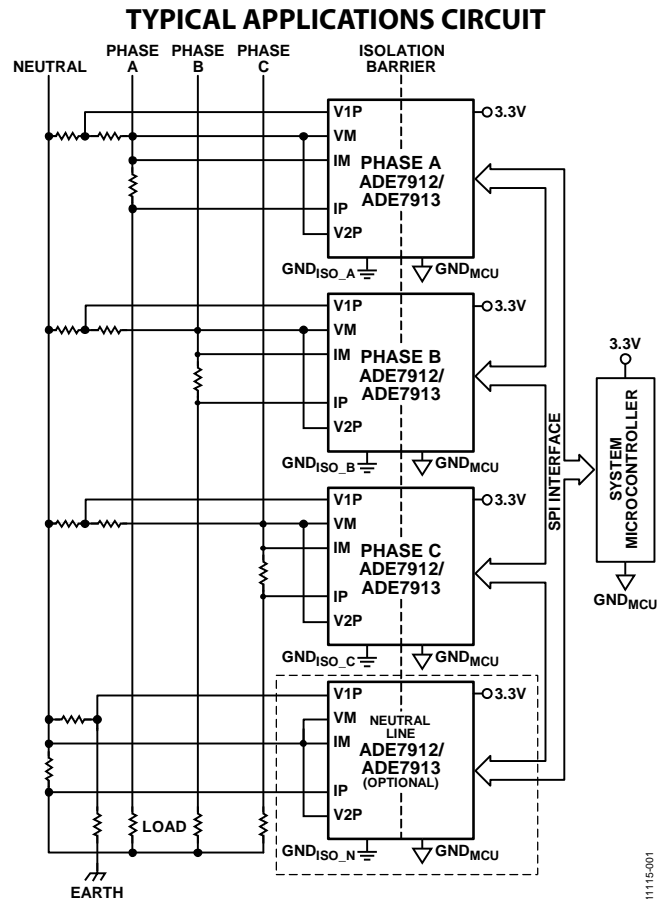 TYPICAL APPLICATIONS CIRCUIT
NEUTRAL
PHASE
A
PHASE
B
PHASE
C
ISOLATION
BARRIER
V1P
VM
IM
IP
V2P
PHASE A
ADE7912/
ADE7913
3.3V
GNDISO_A
GNDMCU
V1P
VM
IM
IP
V2P
PHASE B
ADE7912/
ADE7913
3.3V
GNDISO_B
GNDMCU
V1P
VM
IM
IP
V2P
PHASE C
ADE7912/
ADE7913
3.3V
GNDISO_C
GNDMCU
V1P
VM
IM
IP
V2P
NEUTRAL
LINE
ADE7912/
ADE7913
(OPTIONAL)
3.3V
GNDISO_N
GNDMCU
LOAD
EARTH
SPI INTERFACE
3.3V
SYSTEM
MICROCONTROLLER
GNDMCU
11115-001